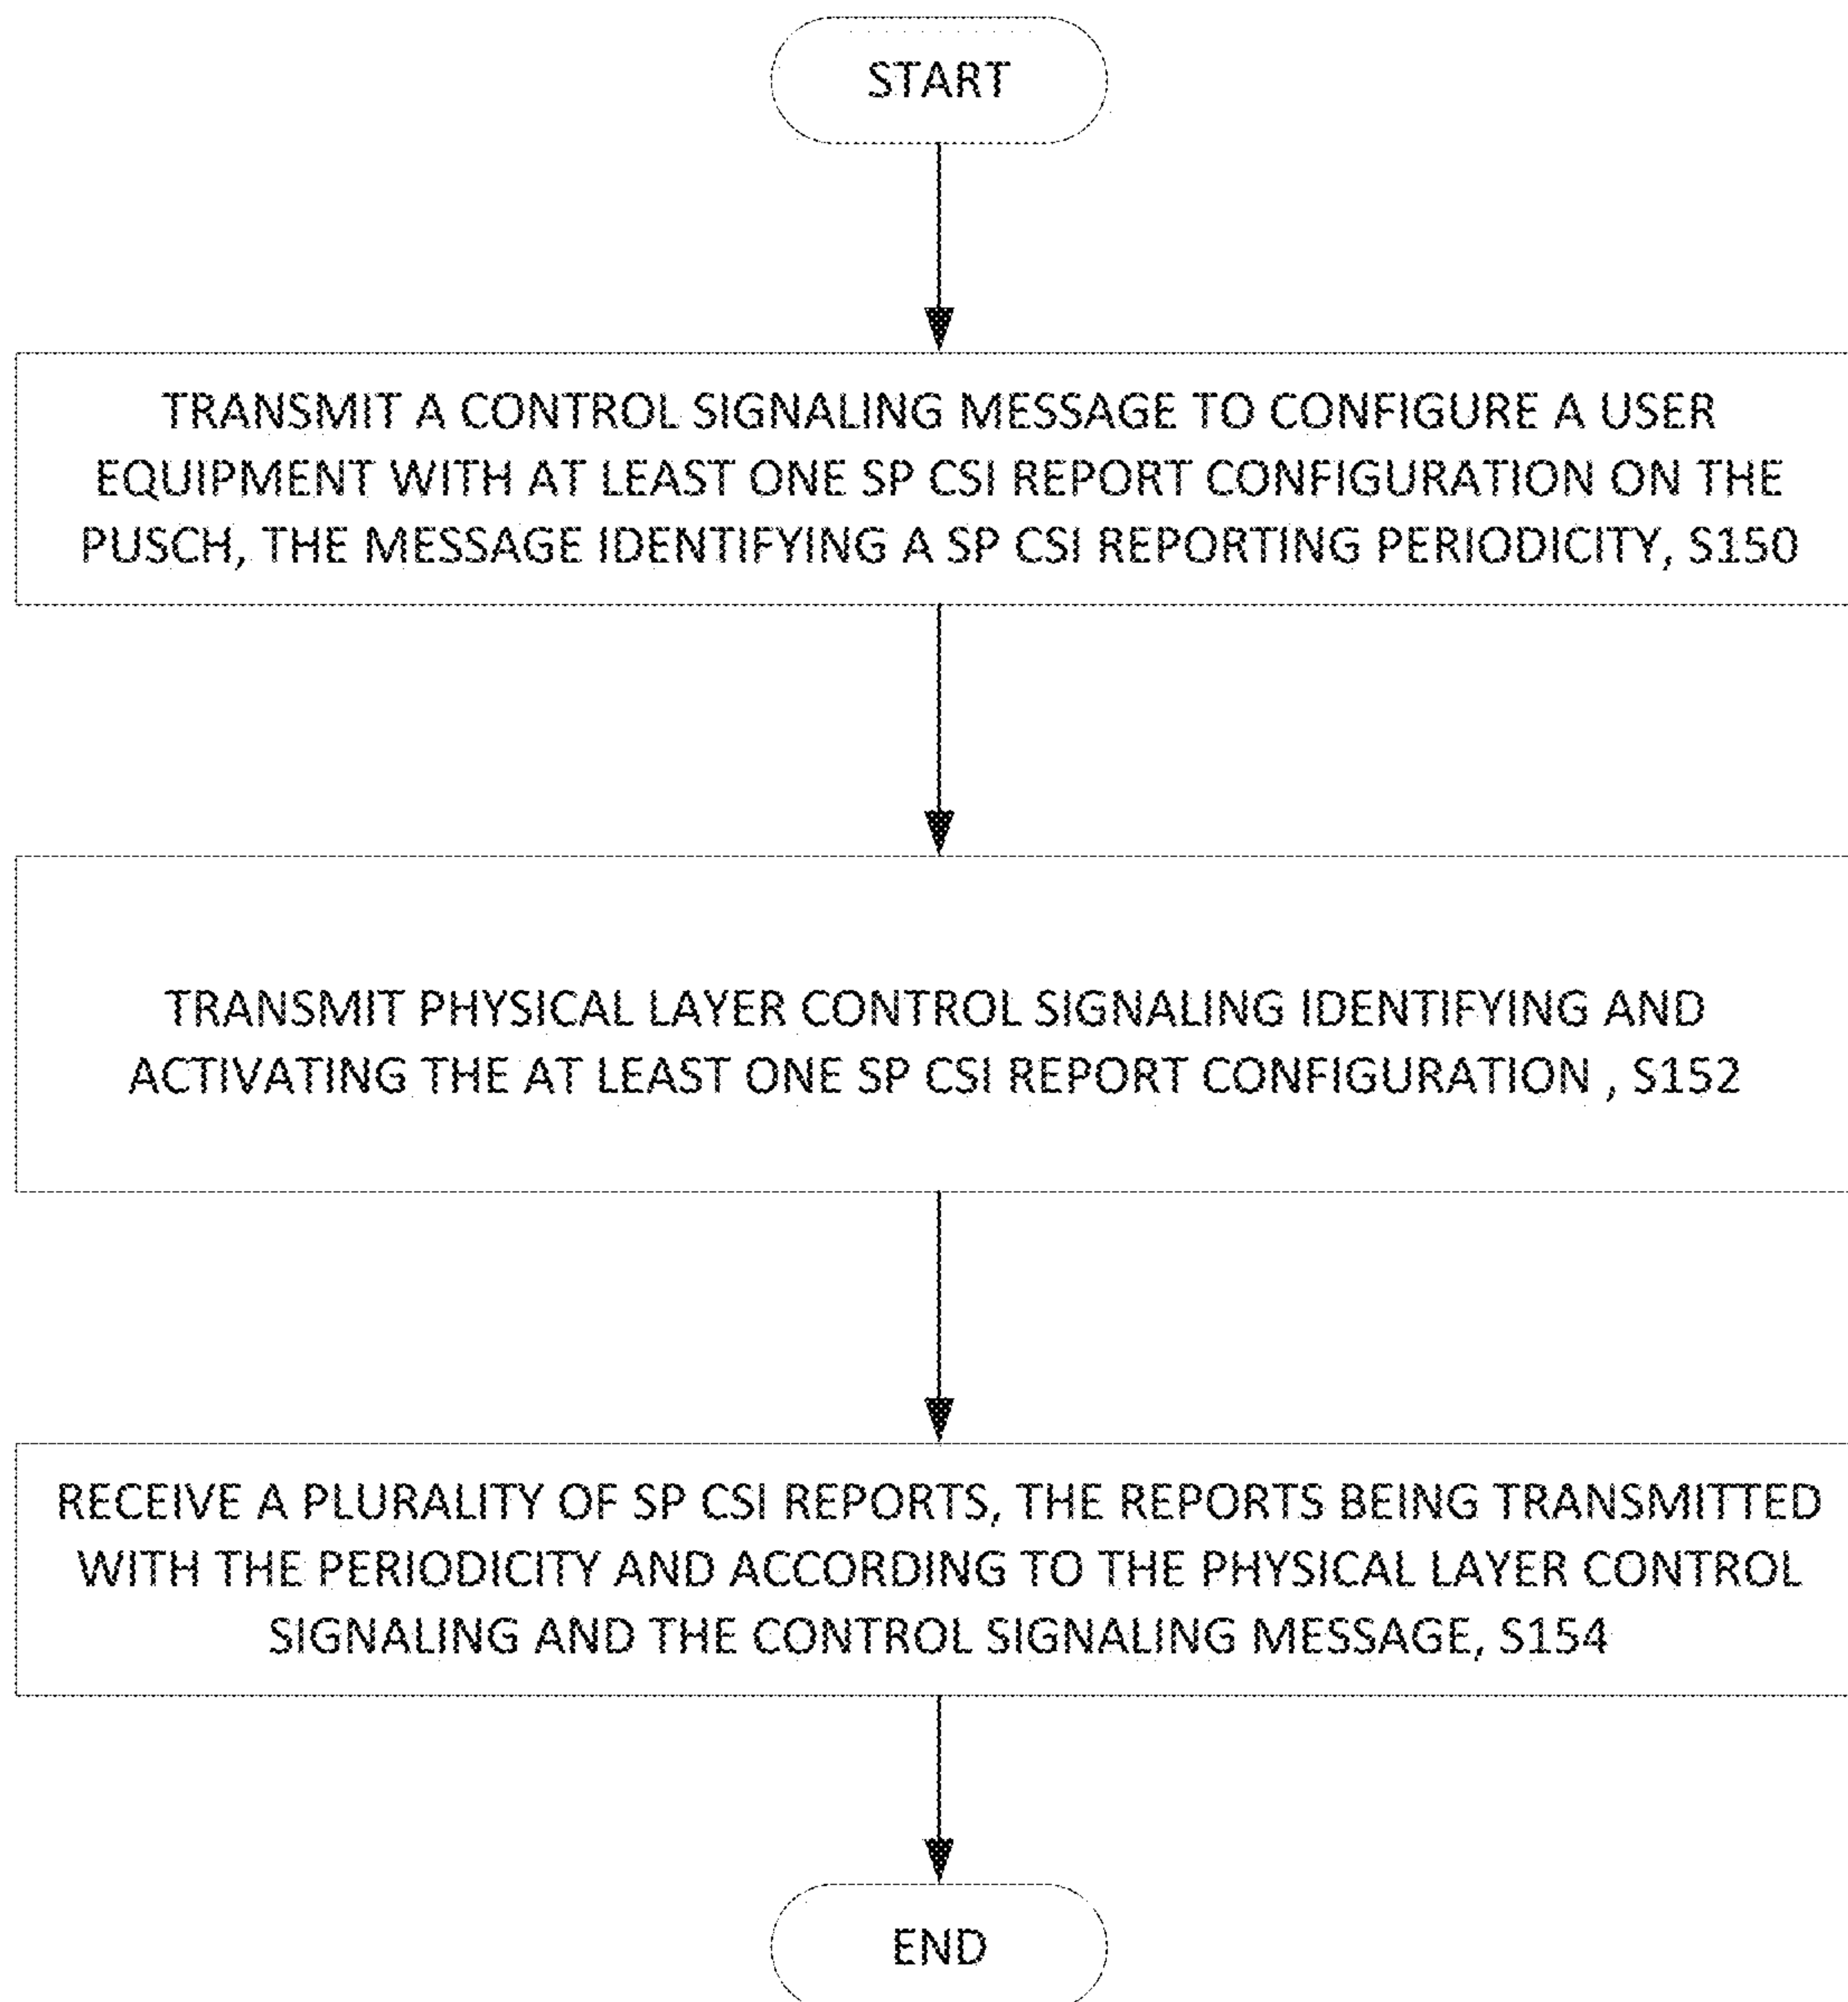 START
TRANSMIT A CONTROL SIGNALING MESSAGE TO CONFIGURE A USER
EQUIPMENT WITH AT LEAST ONE SP CSI REPORT CONFIGURATION ON THE
PUSCH, THE MESSAGE IDENTIFYING A SP CSI REPORTING PERIODICITY, S150
TRANSMIT PHYSICAL LAYER CONTROL SIGNALING IDENTIFYING AND
ACTIVATING THE AT LEAST ONE SP CSI REPORT CONFIGURATION , S152
RECEIVE A PLURALITY OF SP CSI REPORTS, THE REPORTS BEING TRANSMITTED
WITH THE PERIODICITY AND ACCORDING TO THE PHYSICAL LAYER CONTROL
SIGNALING AND THE CONTROL SIGNALING MESSAGE, S154
END